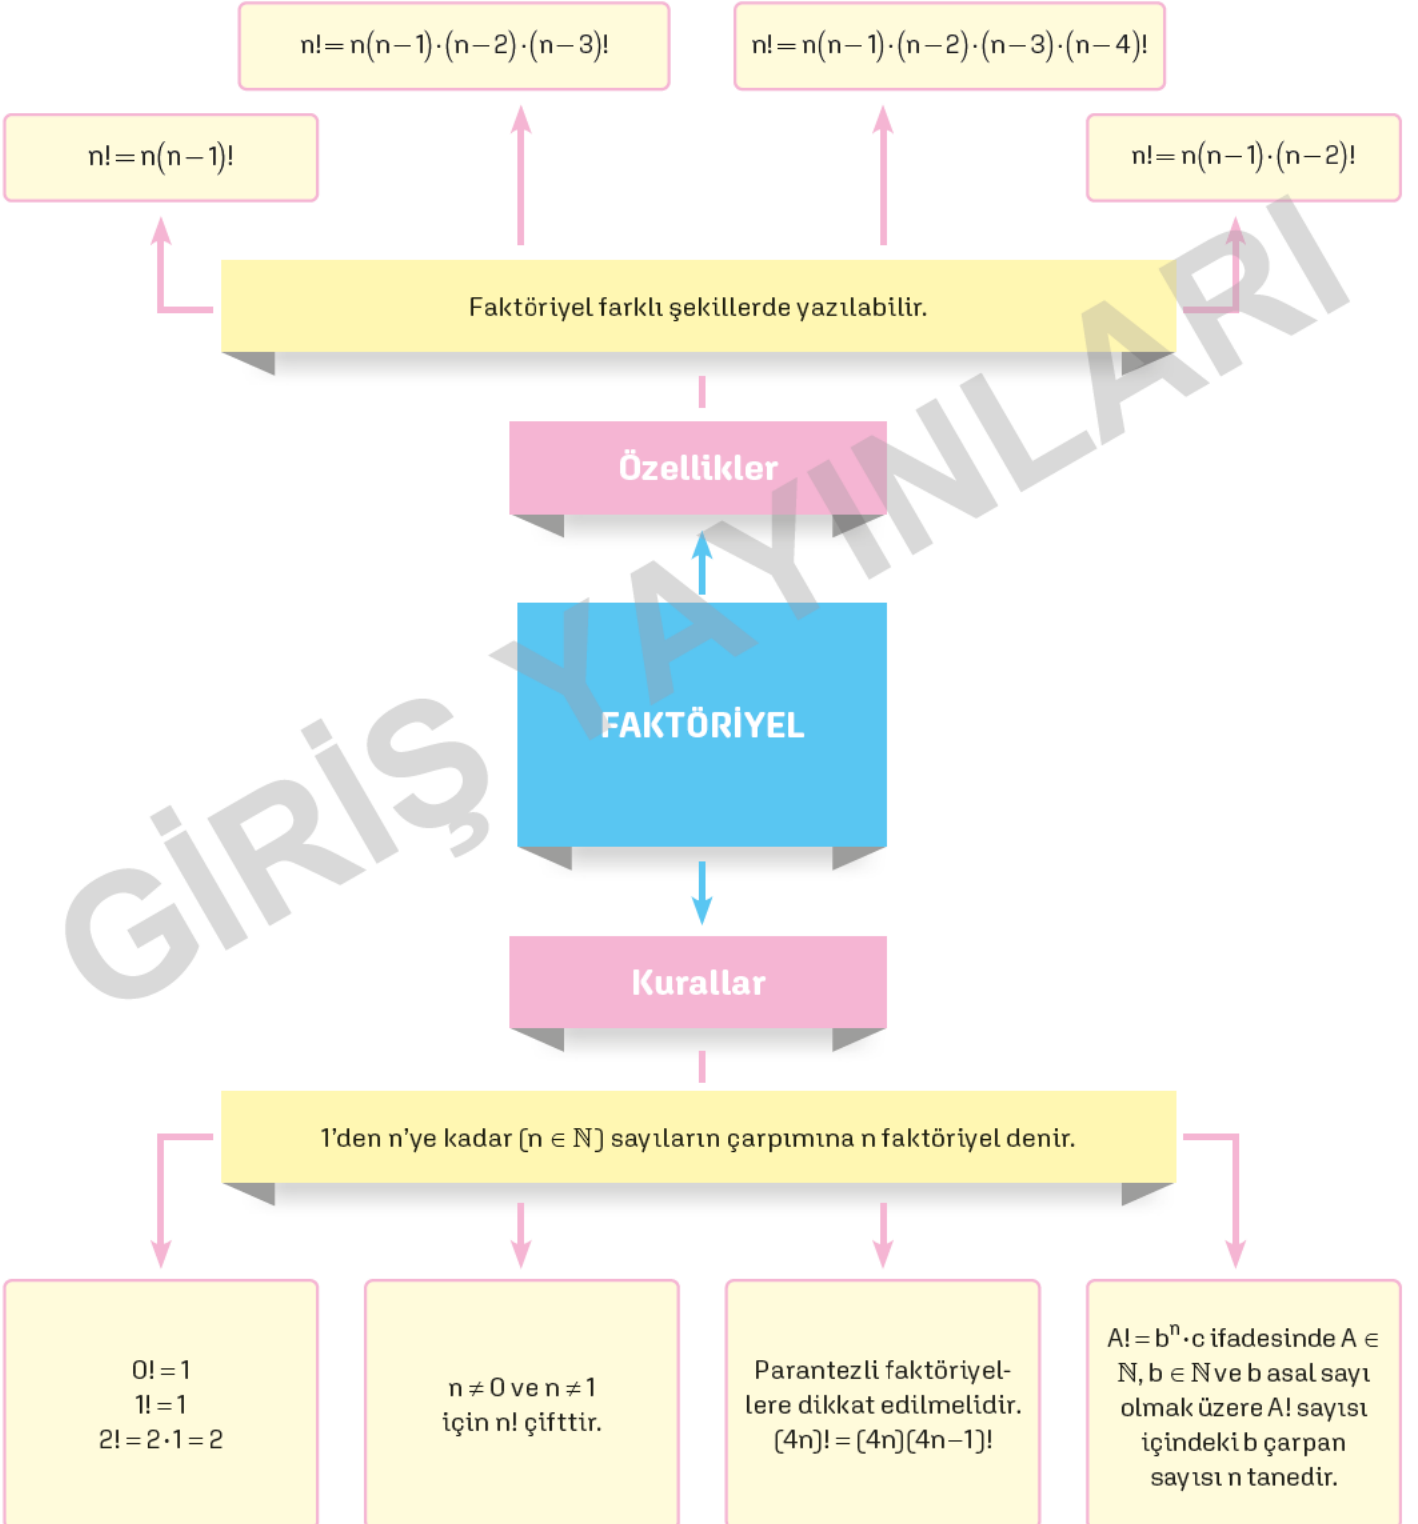 n! = n(n−1)·(n−2)·(n−3)!
n! = n(n−1)·(n−2)·(n−3)·(n−4)!
n! = n(n−1)!
n! = n(n−1)·(n−2)!
Faktöriyel farklı şekillerde yazılabilir.
Özellikler
FAKTÖRİYEL
GİRİŞ YAYINLARI
Kurallar
1’den n’ye kadar (n ∈ ℕ) sayıların çarpımına n faktöriyel denir.
0! = 1
1! = 1
2! = 2·1 = 2
n ≠ 0 ve n ≠ 1
için n! çifttir.
Parantezli faktöriyel-
lere dikkat edilmelidir.
(4n)! = (4n)(4n−1)!
A! = bⁿ·c ifadesinde A ∈
ℕ, b ∈ ℕ ve b asal sayı
olmak üzere A! sayısı
içindeki b çarpan
sayısı n tanedir.